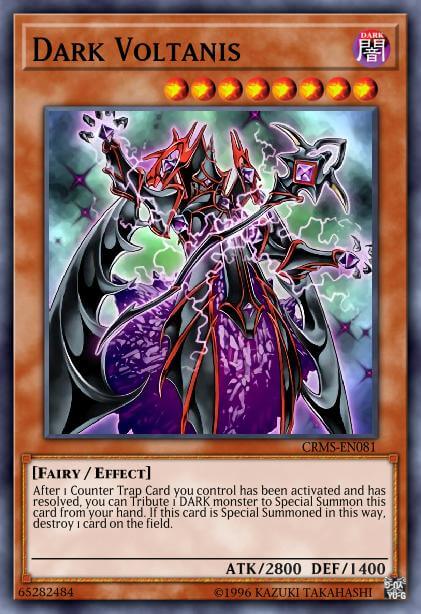 Dark Voltanis
DARK
闇
CRMS-EN081
[Fairy / Effect]
After 1 Counter Trap Card you control has been activated and has
resolved, you can Tribute 1 DARK monster to Special Summon this
card from your hand. If this card is Special Summoned in this way,
destroy 1 card on the field.
ATK/2800 DEF/1400
65282484
©1996 KAZUKI TAKAHASHI